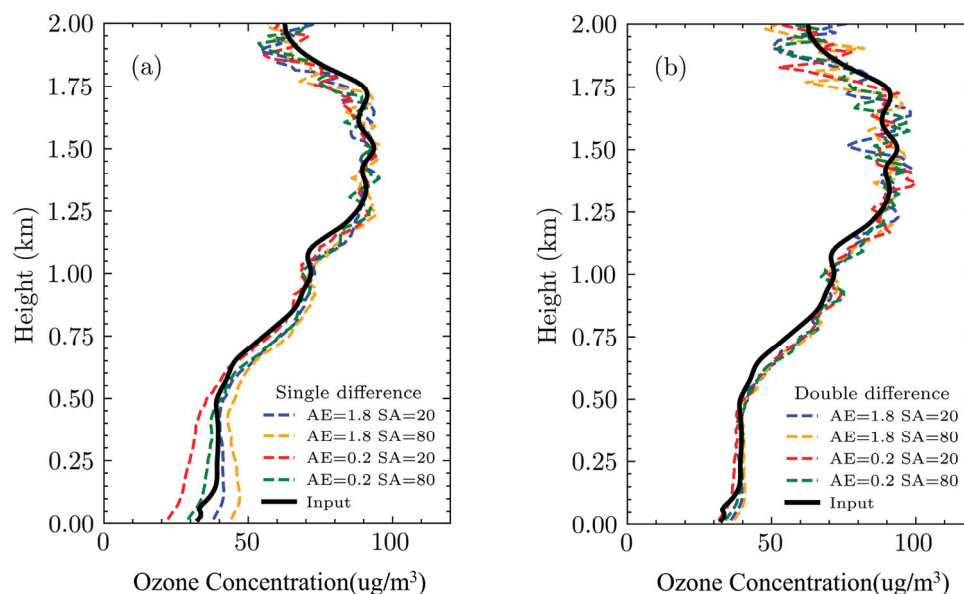 (a)
2.00
1.75
1.50
1.25
1.00
0.75
0.50
0.25
0.00
Height (km)
Single difference
AE=1.8 SA=20
AE=1.8 SA=80
AE=0.2 SA=20
AE=0.2 SA=80
Input
0
50
100
Ozone Concentration(ug/m³)
(b)
2.00
1.75
1.50
1.25
1.00
0.75
0.50
0.25
0.00
Height (km)
Double difference
AE=1.8 SA=20
AE=1.8 SA=80
AE=0.2 SA=20
AE=0.2 SA=80
Input
0
50
100
Ozone Concentration(ug/m³)